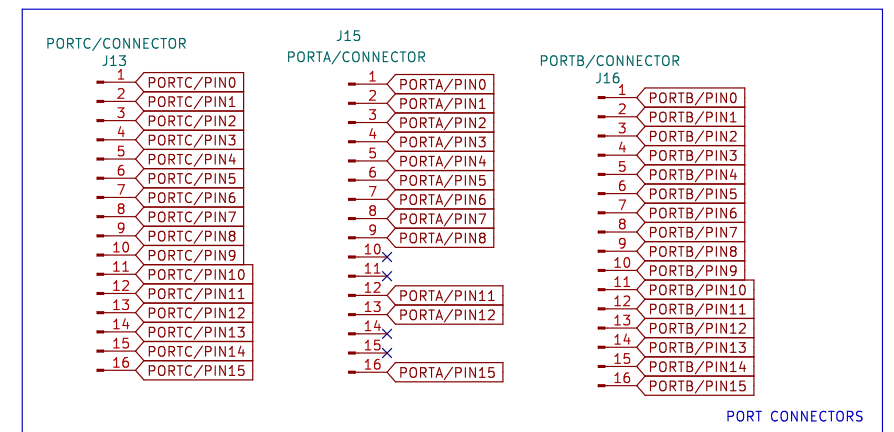 PORTC/CONNECTOR
J13
1 PORTC/PIN0
2 PORTC/PIN1
3 PORTC/PIN2
4 PORTC/PIN3
5 PORTC/PIN4
6 PORTC/PIN5
7 PORTC/PIN6
8 PORTC/PIN7
9 PORTC/PIN8
10 PORTC/PIN9
11 PORTC/PIN10
12 PORTC/PIN11
13 PORTC/PIN12
14 PORTC/PIN13
15 PORTC/PIN14
16 PORTC/PIN15
J15
PORTA/CONNECTOR
1 PORTA/PIN0
2 PORTA/PIN1
3 PORTA/PIN2
4 PORTA/PIN3
5 PORTA/PIN4
6 PORTA/PIN5
7 PORTA/PIN6
8 PORTA/PIN7
9 PORTA/PIN8
10
11
12 PORTA/PIN11
13 PORTA/PIN12
14
15
16 PORTA/PIN15
PORTB/CONNECTOR
J16
1 PORTB/PIN0
2 PORTB/PIN1
3 PORTB/PIN2
4 PORTB/PIN3
5 PORTB/PIN4
6 PORTB/PIN5
7 PORTB/PIN6
8 PORTB/PIN7
9 PORTB/PIN8
10 PORTB/PIN9
11 PORTB/PIN10
12 PORTB/PIN11
13 PORTB/PIN12
14 PORTB/PIN13
15 PORTB/PIN14
16 PORTB/PIN15
PORT CONNECTORS